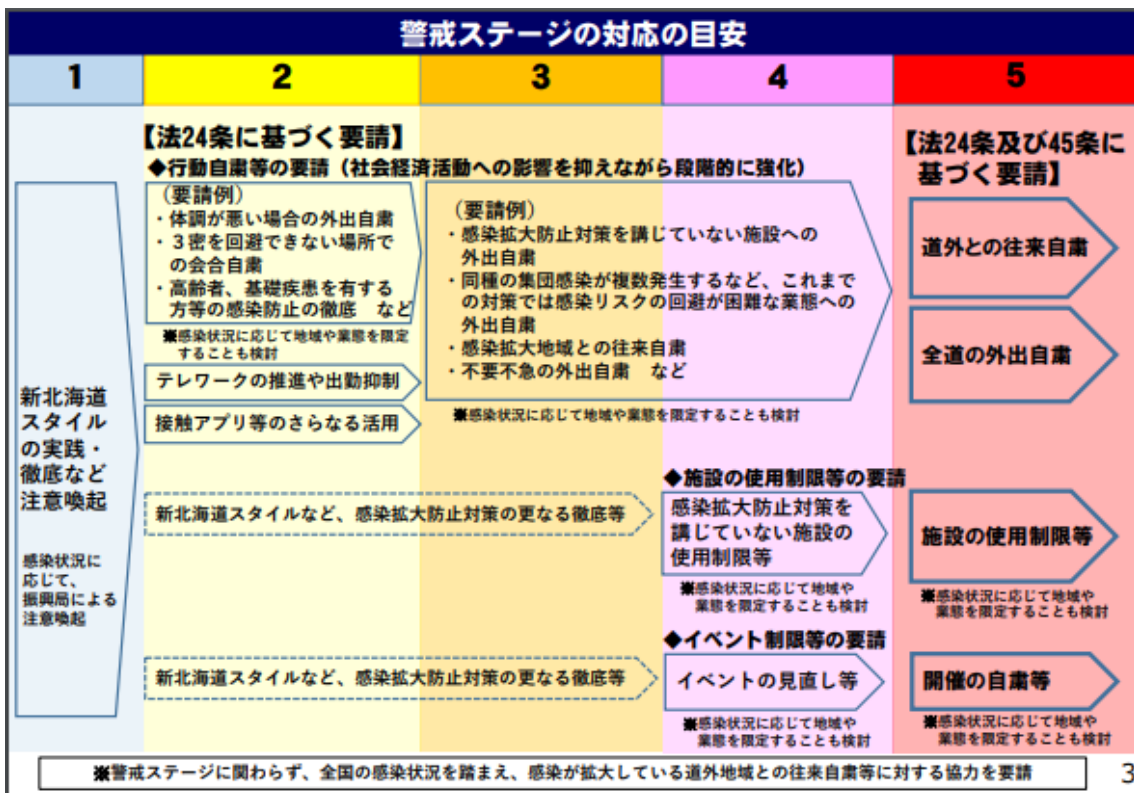 警戒ステージの対応の目安
1
2
3
4
5
【法24条に基づく要請】
◆行動自粛等の要請（社会経済活動への影響を抑えながら段階的に強化）
新北海道
スタイル
の実践・
徹底など
注意喚起
感染状況に
応じて、
振興局による
注意喚起
（要請例）
・体調が悪い場合の外出自粛
・３密を回避できない場所で
の会合自粛
・高齢者、基礎疾患を有する
方等の感染防止の徹底　など
※感染状況に応じて地域や業態を限定
することも検討
テレワークの推進や出勤抑制
接触アプリ等のさらなる活用
（要請例）
・感染拡大防止対策を講じていない施設への
外出自粛
・同種の集団感染が複数発生するなど、これまで
の対策では感染リスクの回避が困難な業態への
外出自粛
・感染拡大地域との往来自粛
・不要不急の外出自粛　など
※感染状況に応じて地域や業態を限定することも検討
【法24条及び45条に
基づく要請】
道外との往来自粛
全道の外出自粛
◆施設の使用制限等の要請
新北海道スタイルなど、感染拡大防止対策の更なる徹底等
感染拡大防止対策を
講じていない施設の
使用制限等
※感染状況に応じて地域や
業態を限定することも検討
施設の使用制限等
※感染状況に応じて地域や
業態を限定することも検討
◆イベント制限等の要請
新北海道スタイルなど、感染拡大防止対策の更なる徹底等
イベントの見直し等
※感染状況に応じて地域や
業態を限定することも検討
開催の自粛等
※感染状況に応じて地域や
業態を限定することも検討
※警戒ステージに関わらず、全国の感染状況を踏まえ、感染が拡大している道外地域との往来自粛等に対する協力を要請
3